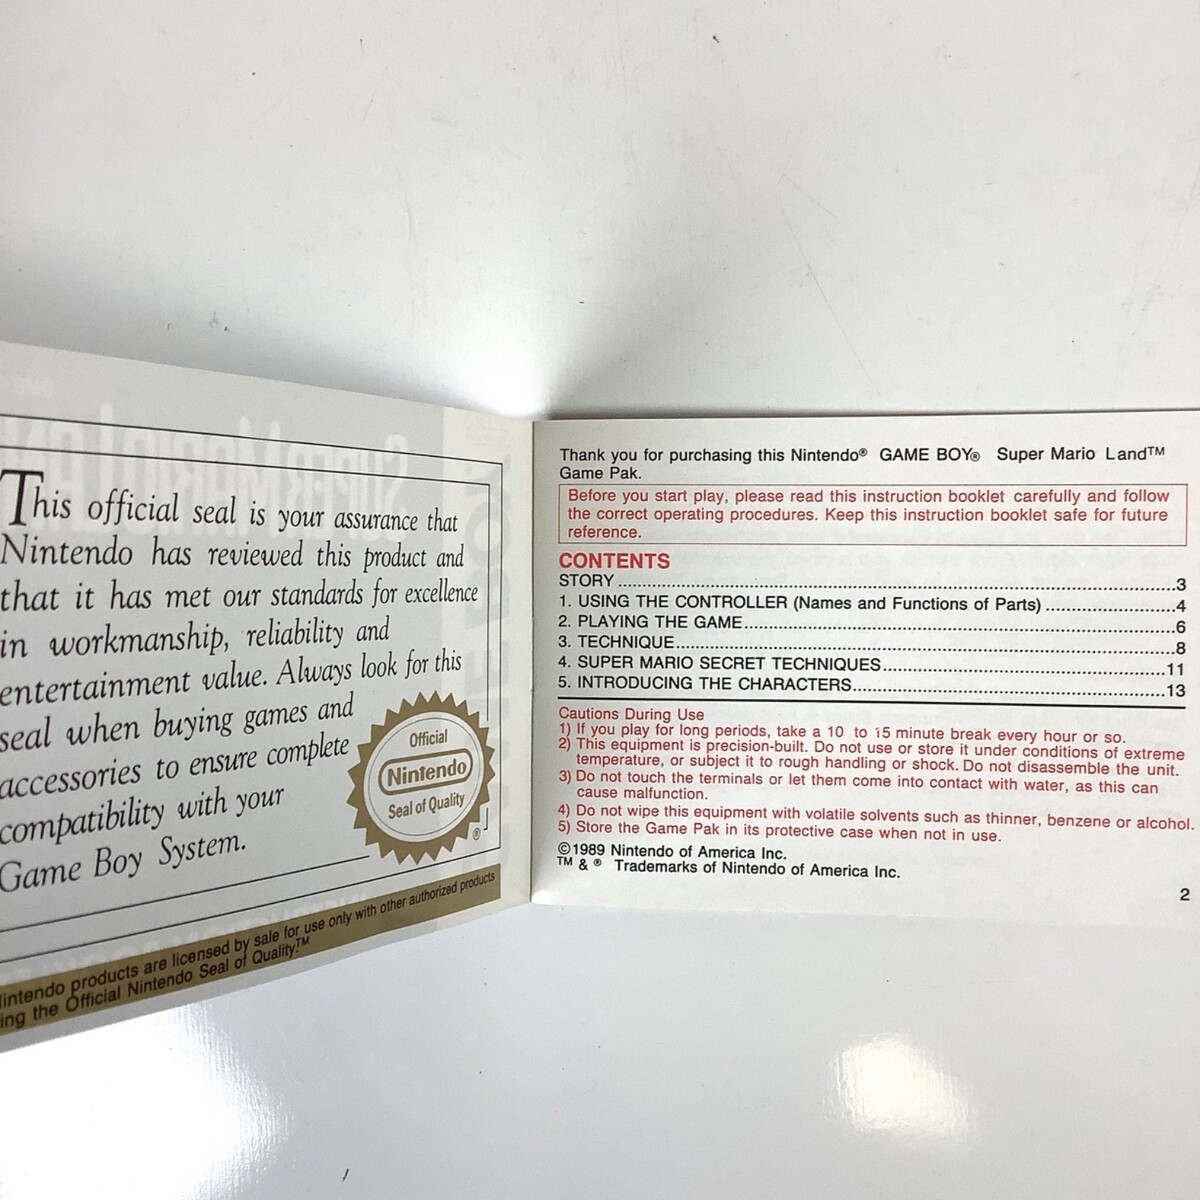 This official seal is your assurance that
Nintendo has reviewed this product and
that it has met our standards for excellence
in workmanship, reliability and
entertainment value. Always look for this
seal when buying games and
accessories to ensure complete
compatibility with your
Game Boy System.
Official
Nintendo
Seal of Quality
®
products are licensed by sale for use only with other authorized products
the Official Nintendo Seal of Quality.™
Thank you for purchasing this Nintendo® GAME BOY® Super Mario Land™
Game Pak.
Before you start play, please read this instruction booklet carefully and follow
the correct operating procedures. Keep this instruction booklet safe for future
reference.
CONTENTS
STORY ........ 3
1. USING THE CONTROLLER (Names and Functions of Parts) ........ 4
2. PLAYING THE GAME ........ 6
3. TECHNIQUE ........ 8
4. SUPER MARIO SECRET TECHNIQUES ........ 11
5. INTRODUCING THE CHARACTERS ........ 13
Cautions During Use
1) If you play for long periods, take a 10 to 15 minute break every hour or so.
2) This equipment is precision-built. Do not use or store it under conditions of extreme
temperature, or subject it to rough handling or shock. Do not disassemble the unit.
3) Do not touch the terminals or let them come into contact with water, as this can
cause malfunction.
4) Do not wipe this equipment with volatile solvents such as thinner, benzene or alcohol.
5) Store the Game Pak in its protective case when not in use.
©1989 Nintendo of America Inc.
™ & ® Trademarks of Nintendo of America Inc.
2